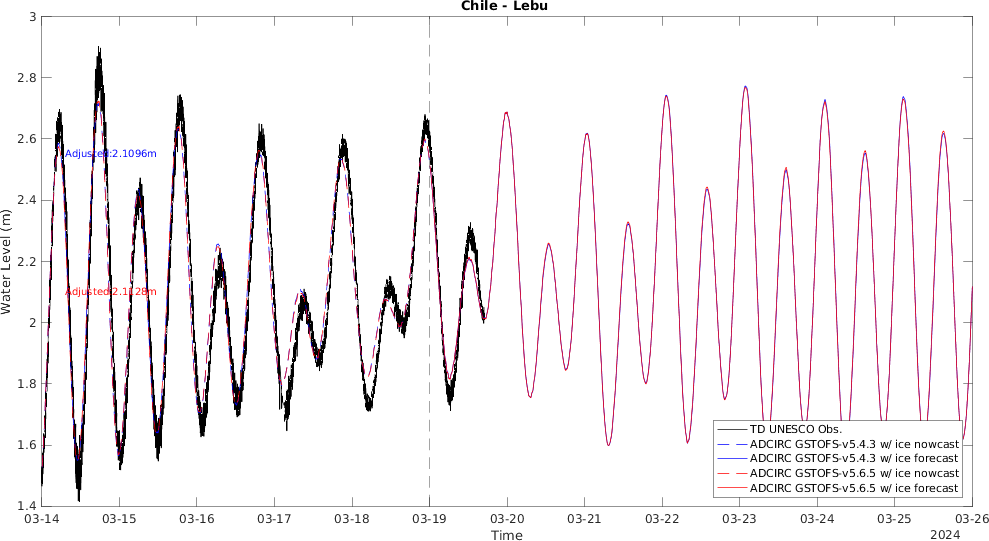 Chile - Lebu
Water Level (m)
3
2.8
2.6
2.4
2.2
2
1.8
1.6
1.4
Adjusted:2.1096m
Adjusted:2.1128m
TD UNESCO Obs.
ADCIRC GSTOFS-v5.4.3 w/ ice nowcast
ADCIRC GSTOFS-v5.4.3 w/ ice forecast
ADCIRC GSTOFS-v5.6.5 w/ ice nowcast
ADCIRC GSTOFS-v5.6.5 w/ ice forecast
03-14 03-15 03-16 03-17 03-18 03-19 03-20 03-21 03-22 03-23 03-24 03-25 03-26
Time
2024